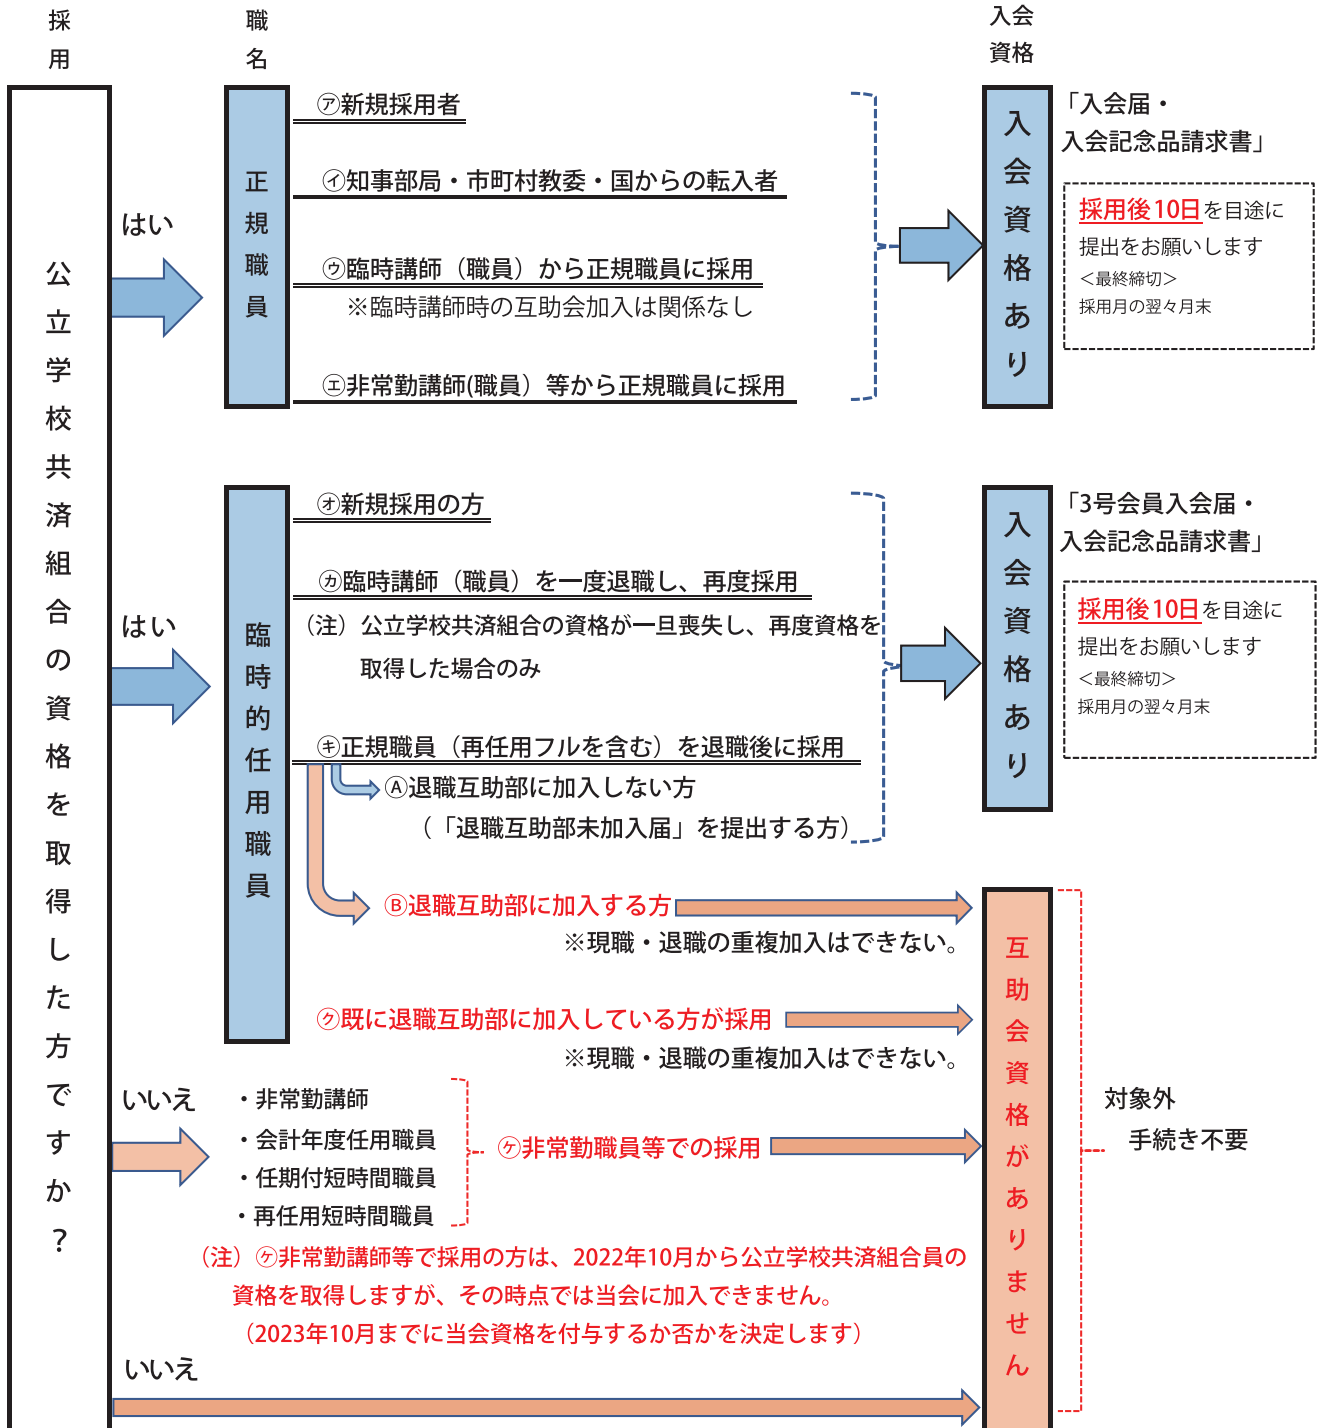 採用
職名
入会
資格
公立学校共済組合の資格を取得した方ですか？
はい
正規職員
㋐新規採用者
㋑知事部局・市町村教委・国からの転入者
㋒臨時講師（職員）から正規職員に採用
※臨時講師時の互助会加入は関係なし
㋓非常勤講師(職員）等から正規職員に採用
入会資格あり
「入会届・
入会記念品請求書」
採用後10日を目途に
提出をお願いします
＜最終締切＞
採用月の翌々月末
はい
臨時的任用職員
㋔新規採用の方
㋕臨時講師（職員）を一度退職し、再度採用
（注）公立学校共済組合の資格が一旦喪失し、再度資格を
取得した場合のみ
㋖正規職員（再任用フルを含む）を退職後に採用
Ⓐ退職互助部に加入しない方
（「退職互助部未加入届」を提出する方）
入会資格あり
「3号会員入会届・
入会記念品請求書」
採用後10日を目途に
提出をお願いします
＜最終締切＞
採用月の翌々月末
Ⓑ退職互助部に加入する方
※現職・退職の重複加入はできない。
㋗既に退職互助部に加入している方が採用
※現職・退職の重複加入はできない。
いいえ
・非常勤講師
・会計年度任用職員
・任期付短時間職員
・再任用短時間職員
㋘非常勤職員等での採用
互助会資格がありません
対象外
手続き不要
（注）㋘非常勤講師等で採用の方は、2022年10月から公立学校共済組合員の
資格を取得しますが、その時点では当会に加入できません。
（2023年10月までに当会資格を付与するか否かを決定します）
いいえ